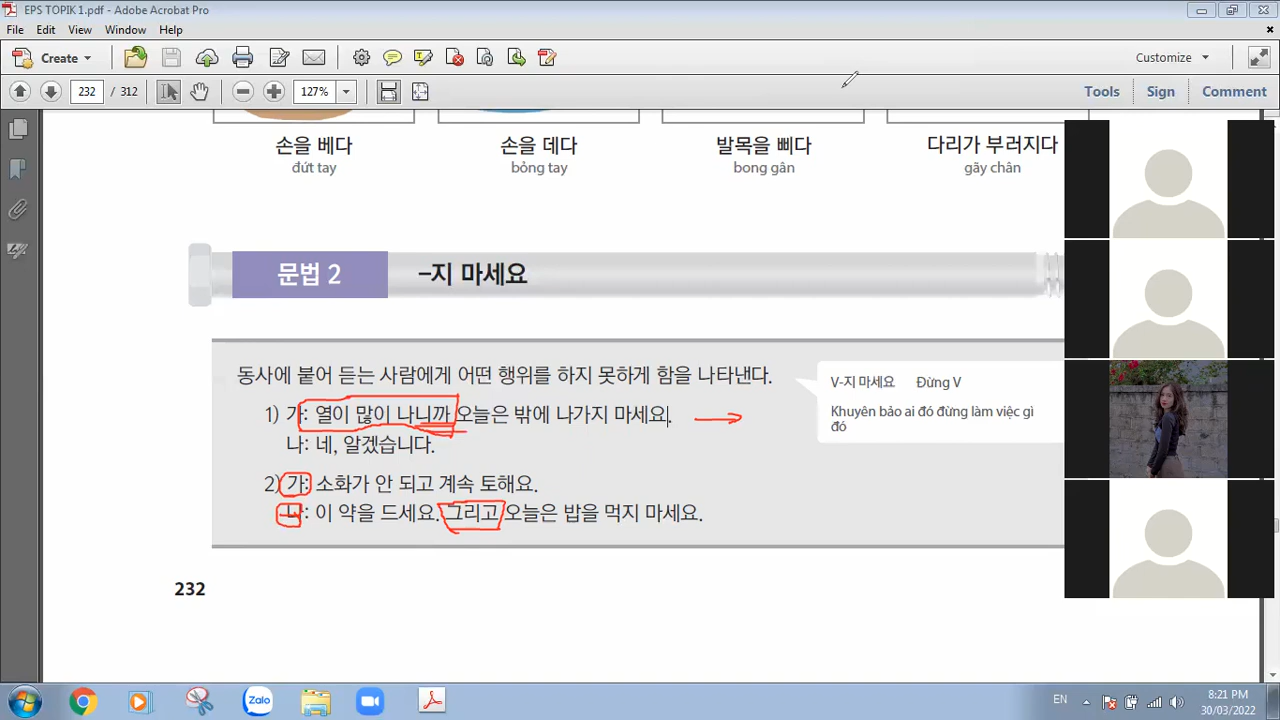 EPS TOPIK 1.pdf - Adobe Acrobat Pro
File Edit View Window Help
Create Customize
232 / 312 127% Tools Sign Comment
손을 베다 손을 데다 발목을 삐다 다리가 부러지다
đứt tay bỏng tay bong gân gãy chân
문법 2 -지 마세요
동사에 붙어 듣는 사람에게 어떤 행위를 하지 못하게 함을 나타낸다.
1) 가: 열이 많이 나니까 오늘은 밖에 나가지 마세요.
나: 네, 알겠습니다.
2) 가: 소화가 안 되고 계속 토해요.
나: 이 약을 드세요. 그리고 오늘은 밥을 먹지 마세요.
V-지 마세요 Đừng V
Khuyên bảo ai đó đừng làm việc gì
đó
232
Zalo
EN
8:21 PM
30/03/2022